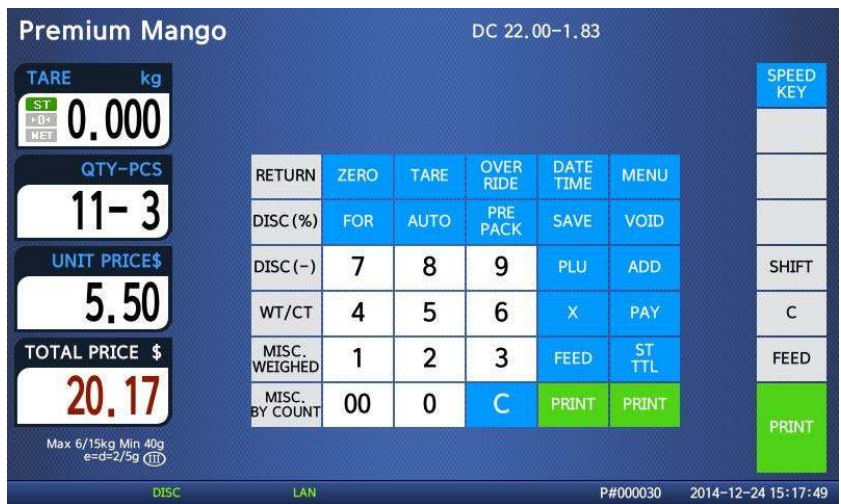 Premium Mango
DC 22.00-1.83
TARE kg
ST
▸0◂
NET
0.000
QTY-PCS
11- 3
UNIT PRICE$
5.50
TOTAL PRICE $
20.17
Max 6/15kg Min 40g
e=d=2/5g III
RETURN ZERO TARE OVER RIDE DATE TIME MENU
DISC(%) FOR AUTO PRE PACK SAVE VOID
DISC(-) 7 8 9 PLU ADD
WT/CT 4 5 6 X PAY
MISC. WEIGHED 1 2 3 FEED ST TTL
MISC. BY COUNT 00 0 C PRINT PRINT
SPEED
KEY
SHIFT
C
FEED
PRINT
DISC LAN P#000030 2014-12-24 15:17:49